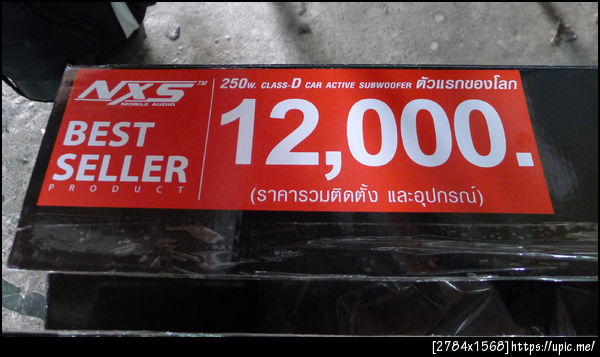 NXS™
MOBILE AUDIO
BEST
SELLER
PRODUCT
250W. CLASS-D CAR ACTIVE SUBWOOFER ตัวแรกของโลก
12,000.
(ราคารวมติดตั้ง และอุปกรณ์)
[2784x1568]https://upic.me/